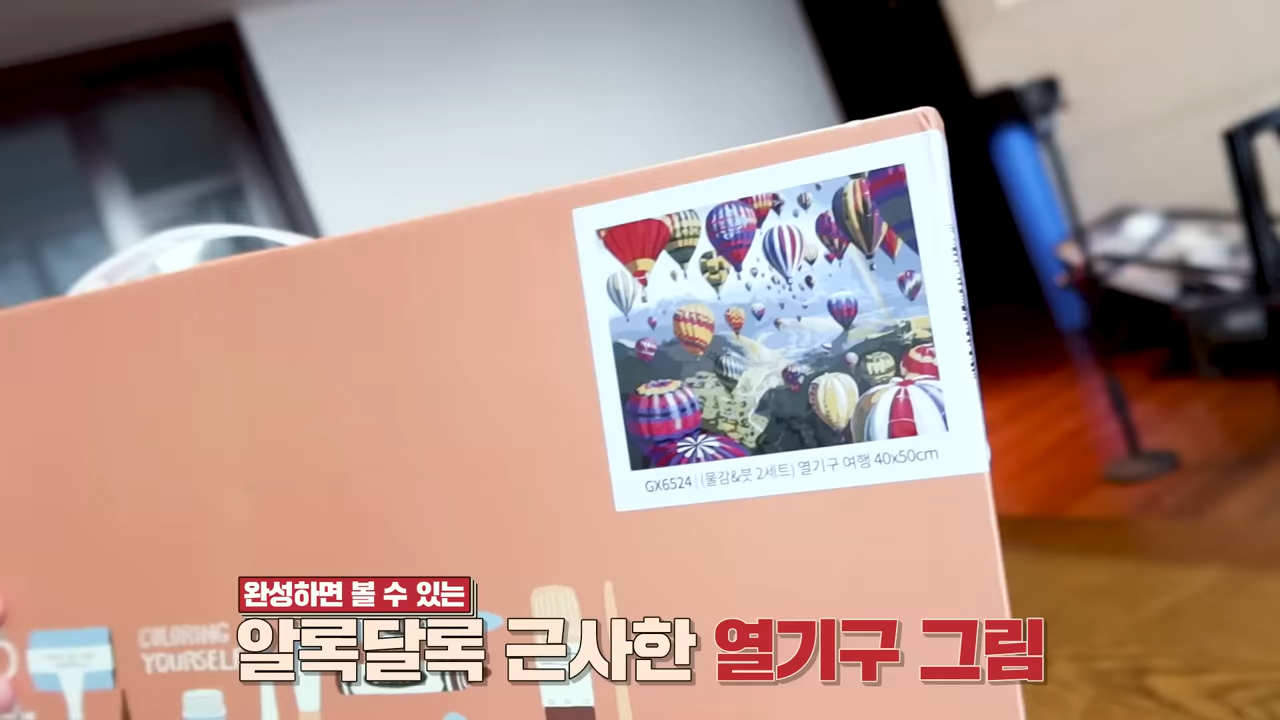 GX6524 | (물감&붓 2세트) 열기구 여행 40x50cm
완성하면 볼 수 있는
COLORING
YOURSELF
알록달록 근사한 열기구 그림